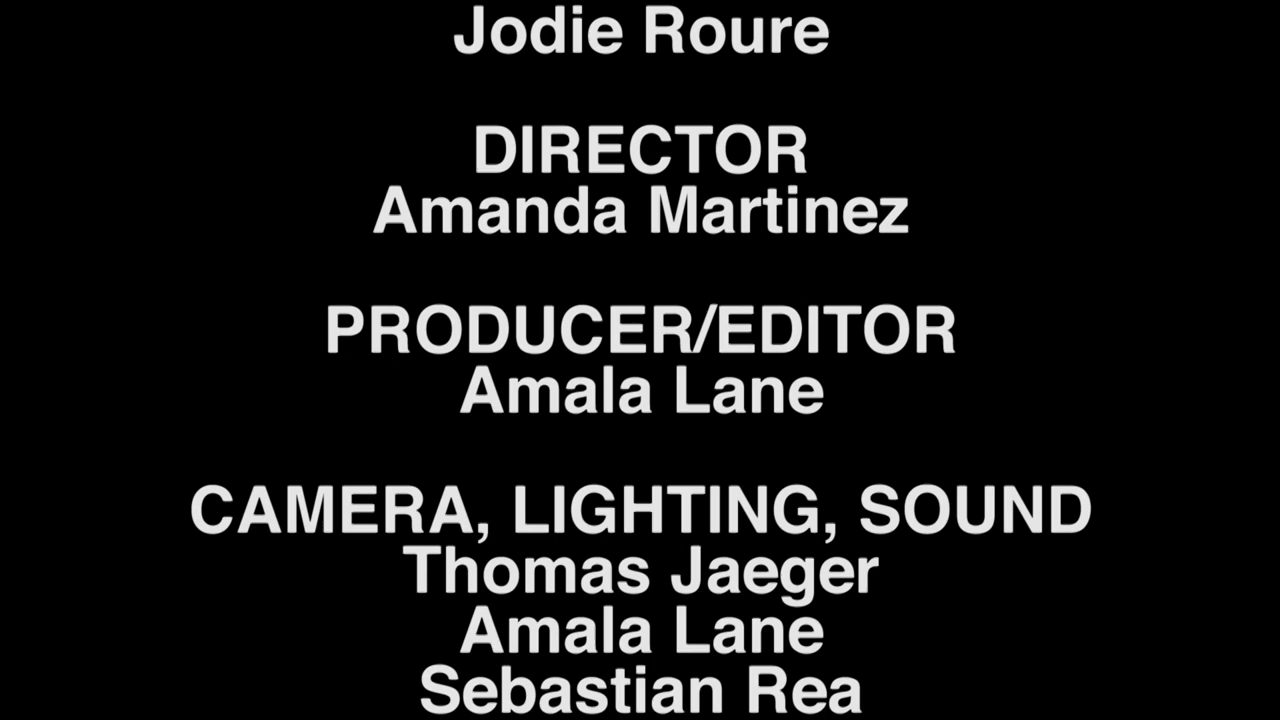 Jodie Roure
DIRECTOR
Amanda Martinez
PRODUCER/EDITOR
Amala Lane
CAMERA, LIGHTING, SOUND
Thomas Jaeger
Amala Lane
Sebastian Rea